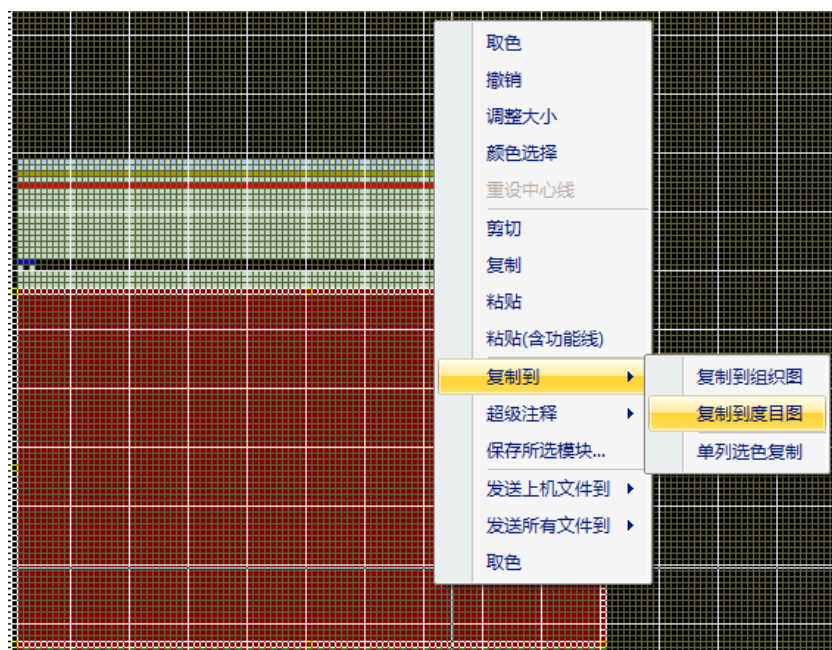 取色
撤销
调整大小
颜色选择
重设中心线
剪切
复制
粘贴
粘贴(含功能线)
复制到
超级注释
保存所选模块...
发送上机文件到
发送所有文件到
取色
复制到组织图
复制到度目图
单列选色复制